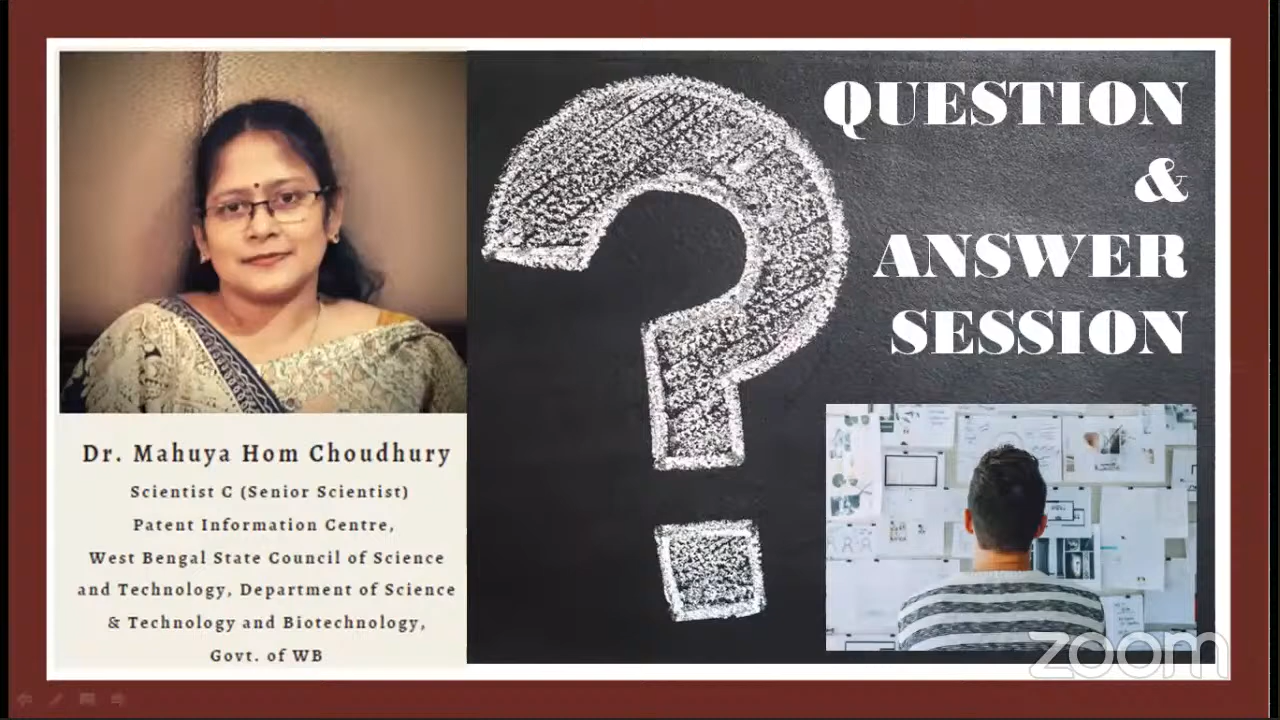 QUESTION
&
ANSWER
SESSION
Dr. Mahuya Hom Choudhury
Scientist C (Senior Scientist)
Patent Information Centre,
West Bengal State Council of Science
and Technology, Department of Science
& Technology and Biotechnology,
Govt. of WB
zoom